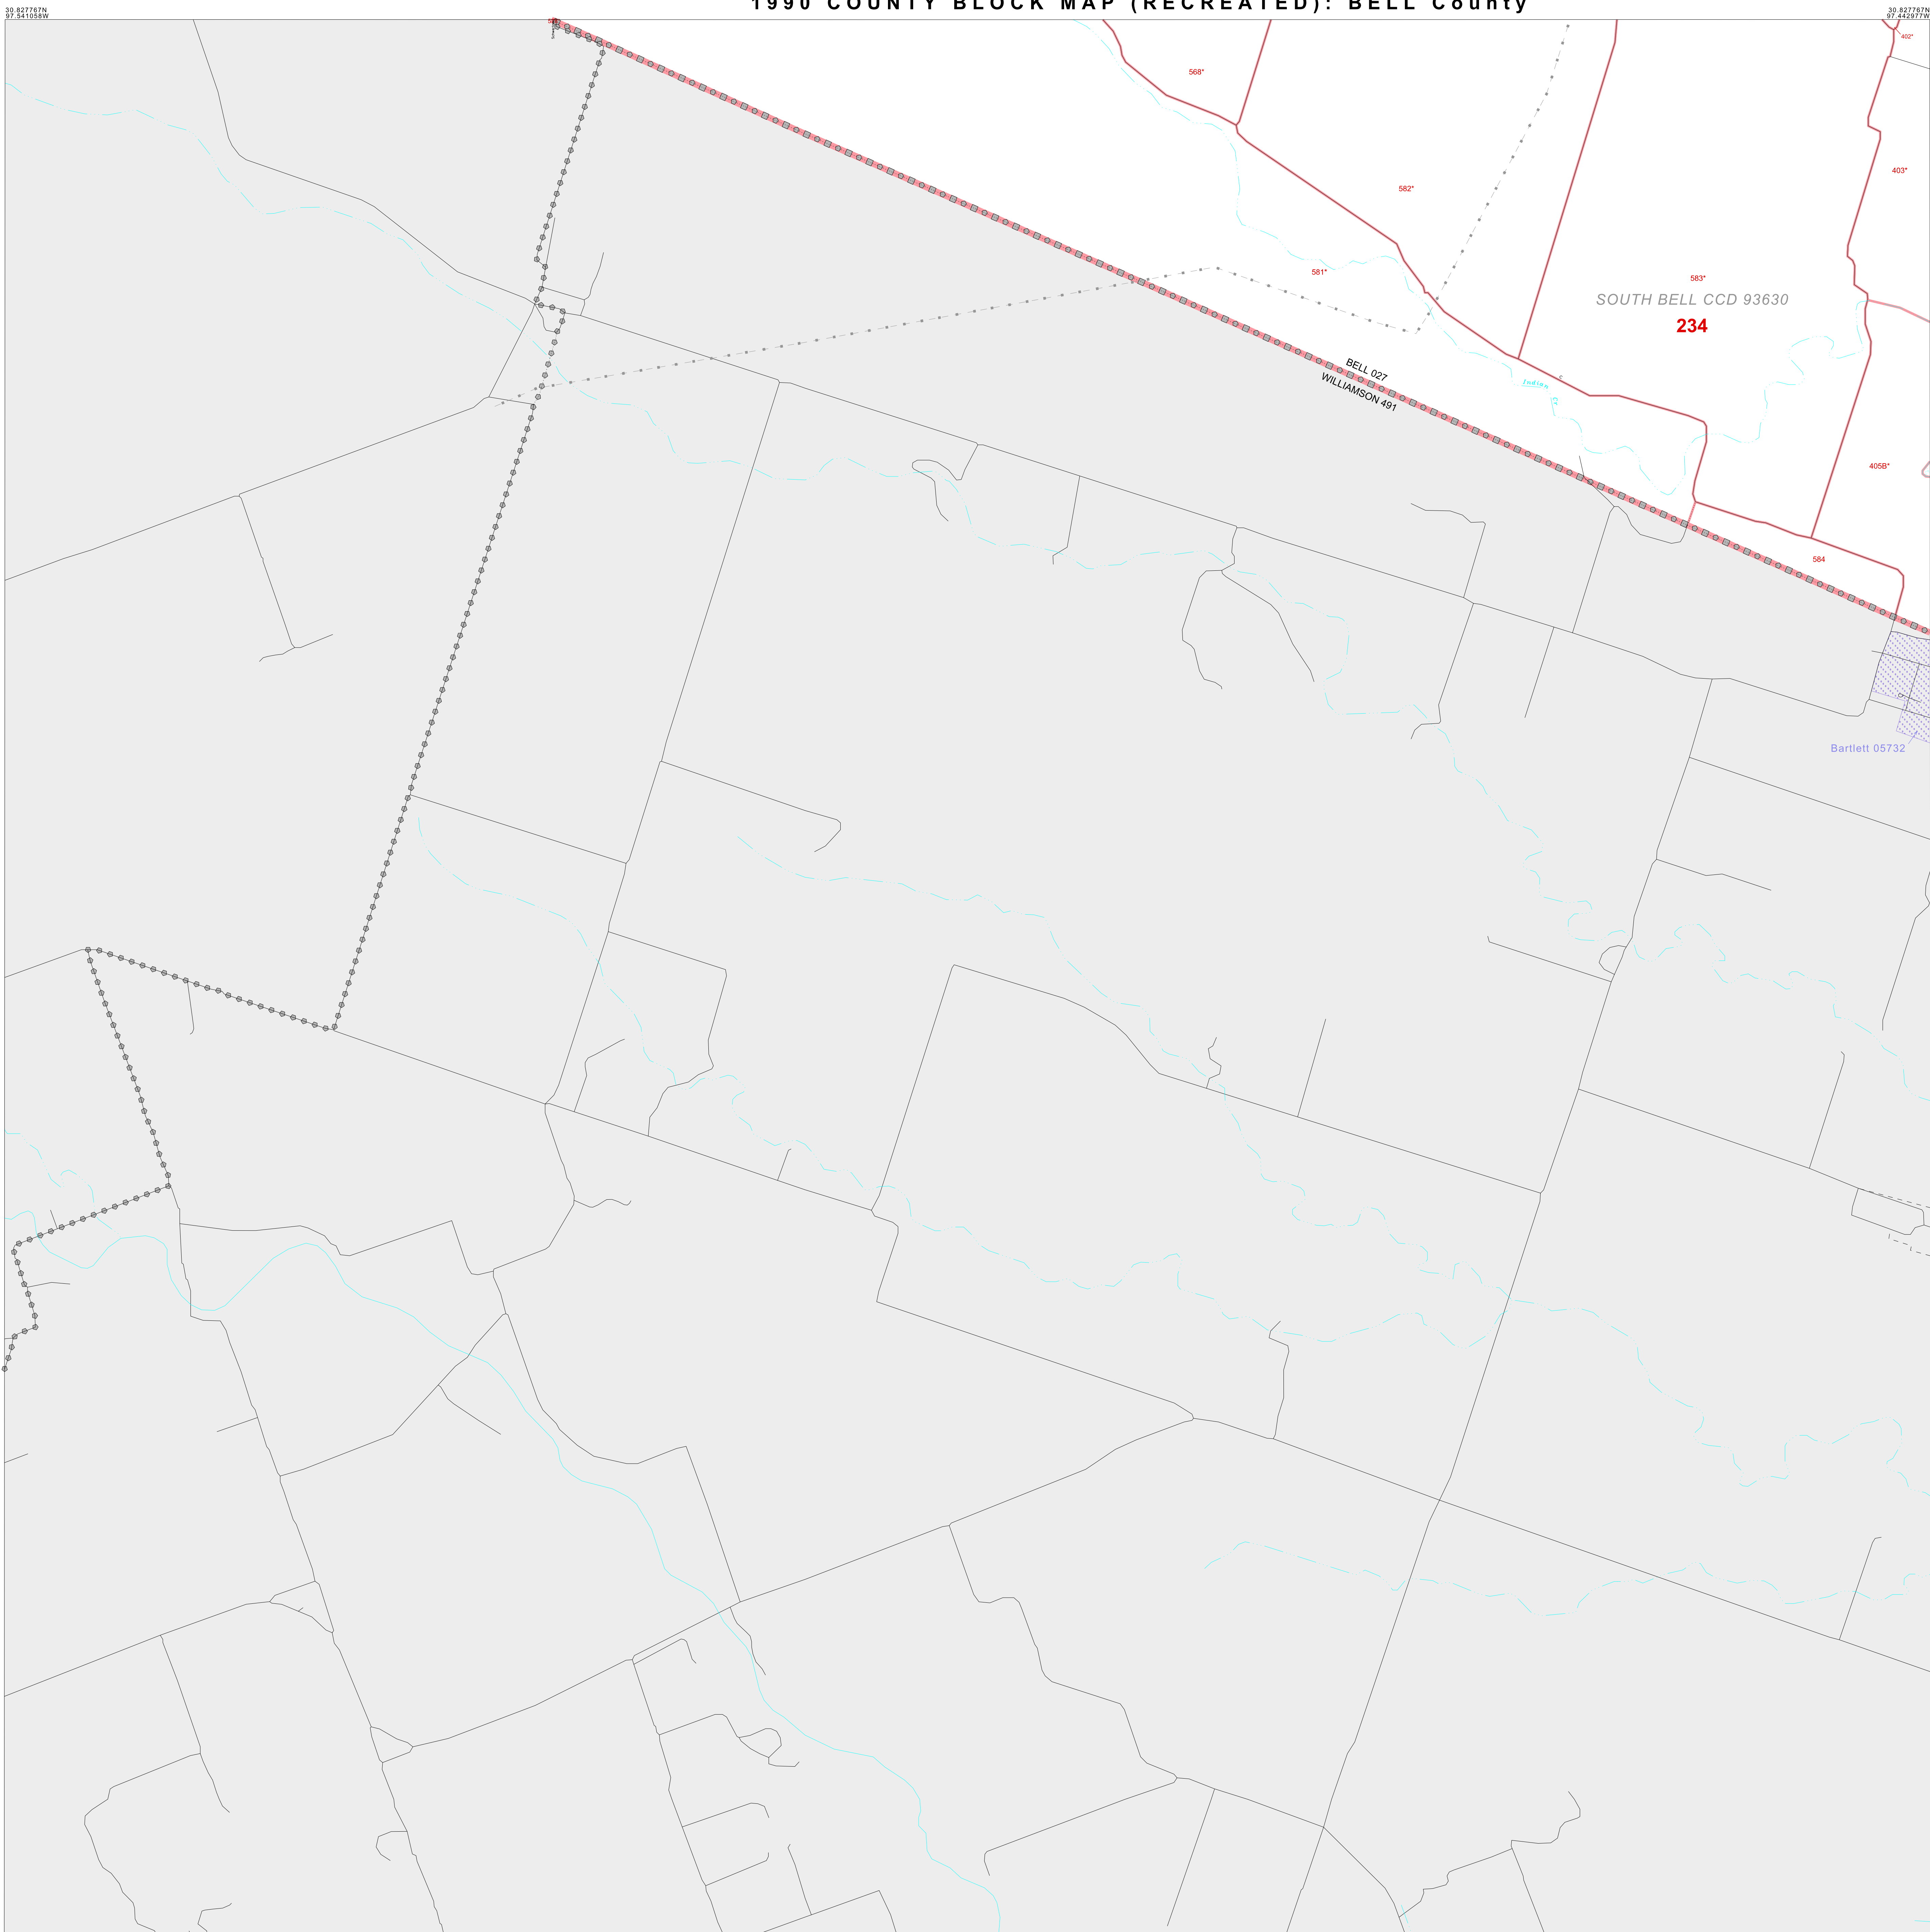 1990 COUNTY BLOCK MAP (RECREATED): BELL County
30.827767N
97.541058W
30.827767N
97.442977W
402*
568*
403*
582*
581*
583*
SOUTH BELL CCD 93630
234
BELL 027
WILLIAMSON 491
Indian
C
405B*
584
Bartlett 05732